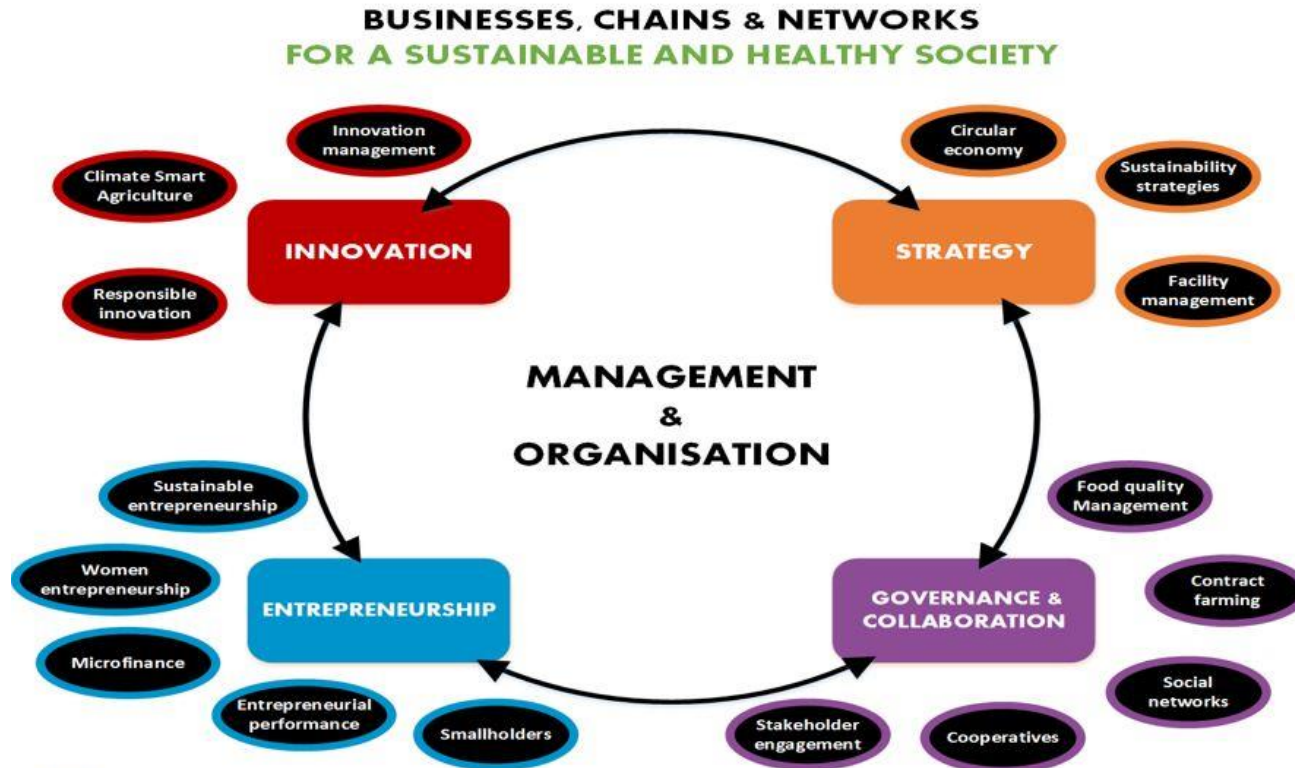 BUSINESSES, CHAINS & NETWORKS
FOR A SUSTAINABLE AND HEALTHY SOCIETY
Innovation
management
Climate Smart
Agriculture
Responsible
innovation
INNOVATION
Circular
economy
Sustainability
strategies
Facility
management
STRATEGY
MANAGEMENT
&
ORGANISATION
Sustainable
entrepreneurship
Women
entrepreneurship
Microfinance
Entrepreneurial
performance
Smallholders
ENTREPRENEURSHIP
GOVERNANCE &
COLLABORATION
Food quality
Management
Contract
farming
Social
networks
Stakeholder
engagement
Cooperatives